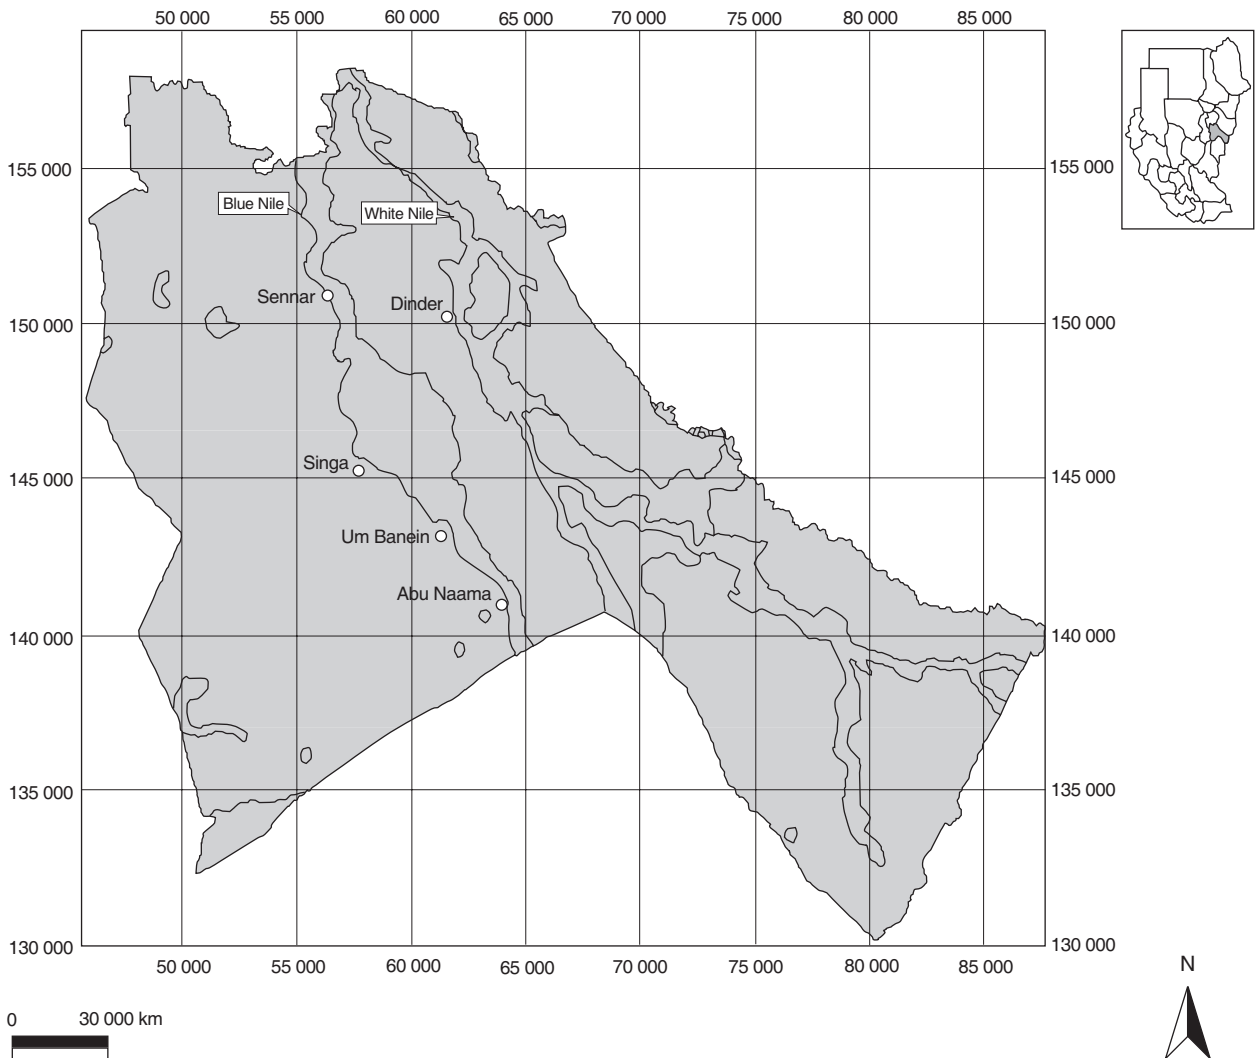 50 000 55 000 60 000 65 000 70 000 75 000 80 000 85 000
155 000 155 000
Blue Nile
White Nile
Sennar
Dinder
150 000 150 000
Singa
145 000 145 000
Um Banein
Abu Naama
140 000 140 000
135 000 135 000
130 000 130 000
50 000 55 000 60 000 65 000 70 000 75 000 80 000 85 000
N
0 30 000 km